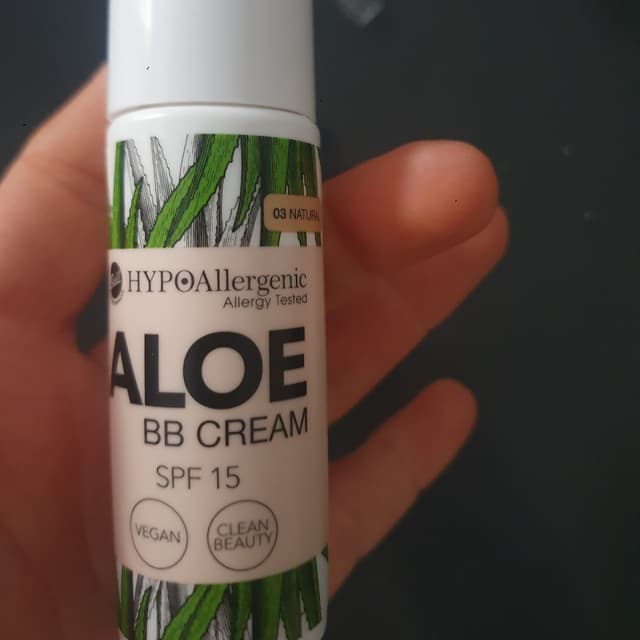 03 NATURA
HYPOAllergenic
Allergy Tested
ALOE
BB CREAM
SPF 15
VEGAN
CLEAN
BEAUTY